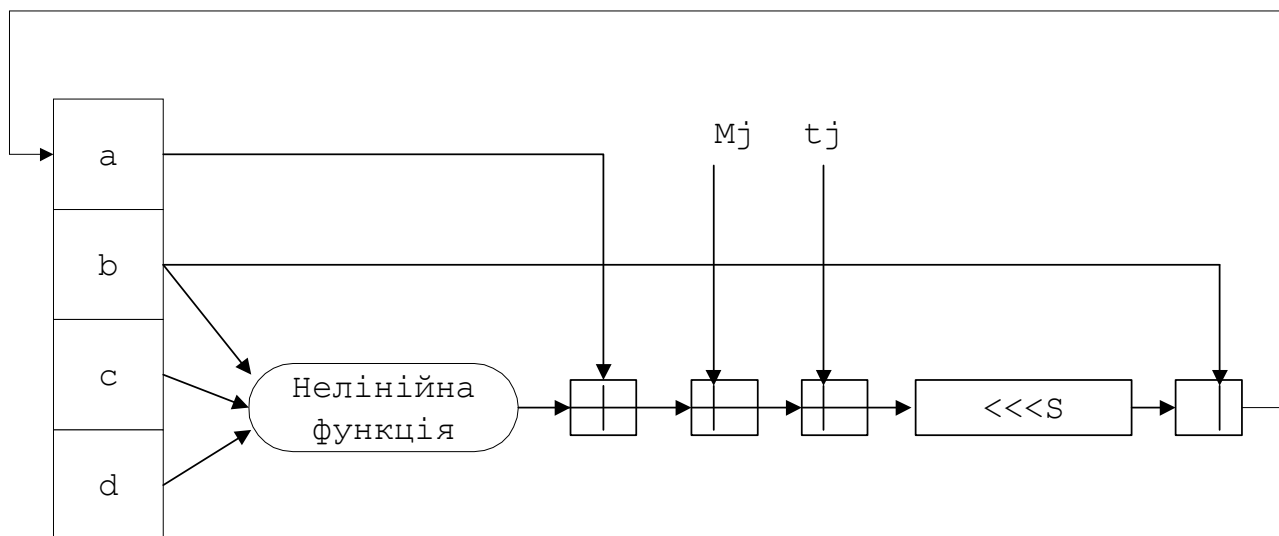 Mj tj
a
b
c
d
Нелінійна
функція
<<<S